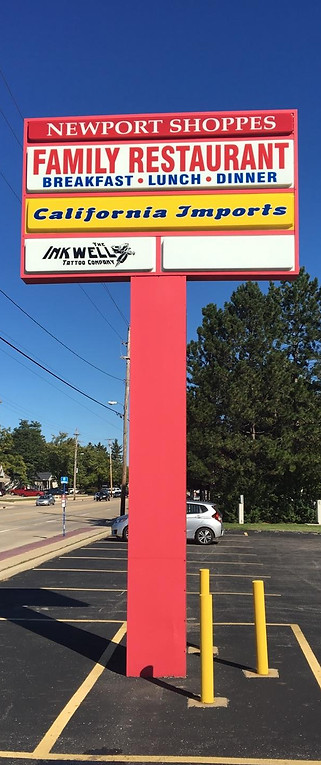 NEWPORT SHOPPES
FAMILY RESTAURANT
BREAKFAST • LUNCH • DINNER
California Imports
THE
INKWELL
TATTOO COMPANY